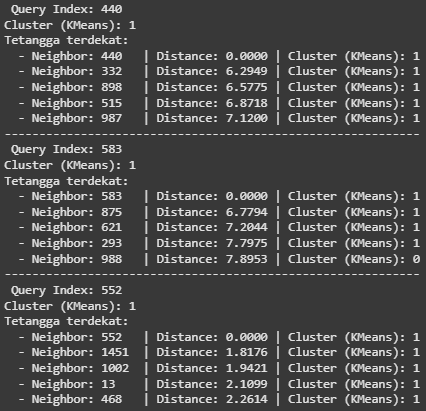 Query Index: 440
Cluster (KMeans): 1
Tetangga terdekat:
- Neighbor: 440 | Distance: 0.0000 | Cluster (KMeans): 1
- Neighbor: 332 | Distance: 6.2949 | Cluster (KMeans): 1
- Neighbor: 898 | Distance: 6.5775 | Cluster (KMeans): 1
- Neighbor: 515 | Distance: 6.8718 | Cluster (KMeans): 1
- Neighbor: 987 | Distance: 7.1200 | Cluster (KMeans): 1
------------------------------------------------------------
Query Index: 583
Cluster (KMeans): 1
Tetangga terdekat:
- Neighbor: 583 | Distance: 0.0000 | Cluster (KMeans): 1
- Neighbor: 875 | Distance: 6.7794 | Cluster (KMeans): 1
- Neighbor: 621 | Distance: 7.2044 | Cluster (KMeans): 1
- Neighbor: 293 | Distance: 7.7975 | Cluster (KMeans): 1
- Neighbor: 988 | Distance: 7.8953 | Cluster (KMeans): 0
------------------------------------------------------------
Query Index: 552
Cluster (KMeans): 1
Tetangga terdekat:
- Neighbor: 552 | Distance: 0.0000 | Cluster (KMeans): 1
- Neighbor: 1451 | Distance: 1.8176 | Cluster (KMeans): 1
- Neighbor: 1002 | Distance: 1.9421 | Cluster (KMeans): 1
- Neighbor: 13 | Distance: 2.1099 | Cluster (KMeans): 1
- Neighbor: 468 | Distance: 2.2614 | Cluster (KMeans): 1